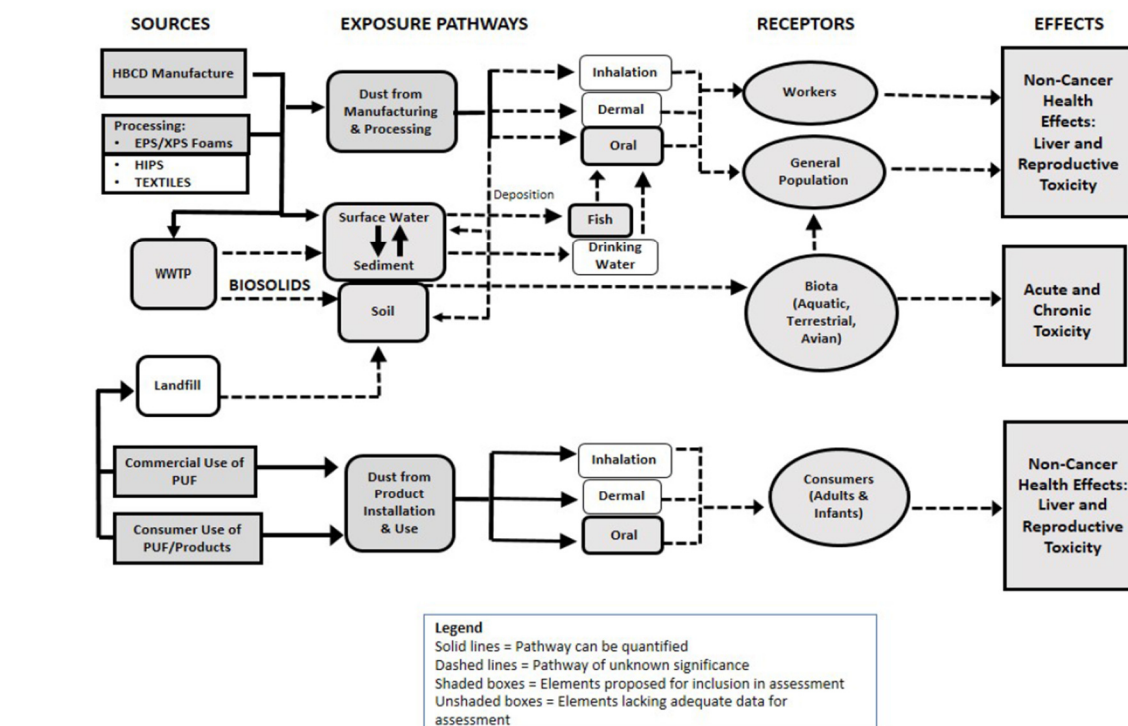 SOURCES
EXPOSURE PATHWAYS
RECEPTORS
EFFECTS
HBCD Manufacture
Processing:
• EPS/XPS Foams
• HIPS
• TEXTILES
WWTP
BIOSOLIDS
Landfill
Commercial Use of
PUF
Consumer Use of
PUF/Products
Dust from
Manufacturing
& Processing
Surface Water
Sediment
Soil
Deposition
Dust from
Product
Installation
& Use
Inhalation
Dermal
Oral
Fish
Drinking
Water
Inhalation
Dermal
Oral
Workers
General
Population
Biota
(Aquatic,
Terrestrial,
Avian)
Consumers
(Adults &
Infants)
Non-Cancer
Health
Effects:
Liver and
Reproductive
Toxicity
Acute and
Chronic
Toxicity
Non-Cancer
Health Effects:
Liver and
Reproductive
Toxicity
Legend
Solid lines = Pathway can be quantified
Dashed lines = Pathway of unknown significance
Shaded boxes = Elements proposed for inclusion in assessment
Unshaded boxes = Elements lacking adequate data for
assessment